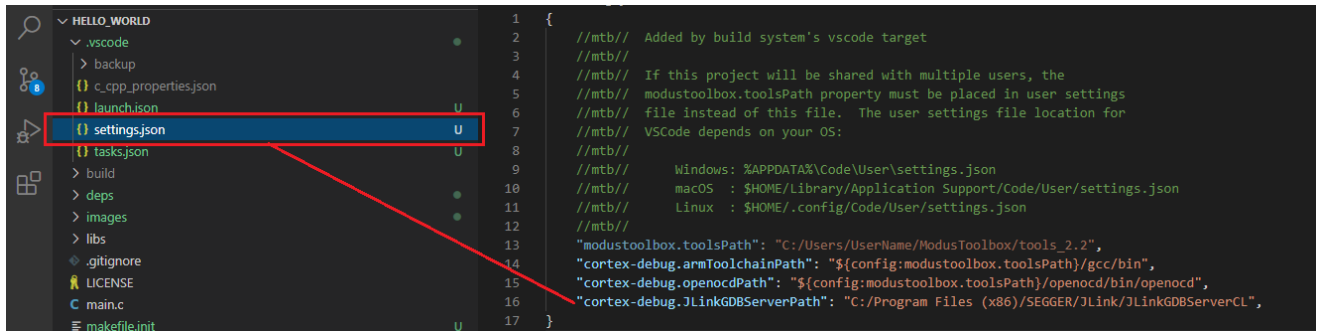 HELLO_WORLD
.vscode
backup
{} c_cpp_properties.json
{} launch.json U
{} settings.json U
{} tasks.json U
build
deps
images
libs
.gitignore
LICENSE
C main.c
makefile.init U
8
1 {
2 //mtb// Added by build system's vscode target
3 //mtb//
4 //mtb// If this project will be shared with multiple users, the
5 //mtb// modustoolbox.toolsPath property must be placed in user settings
6 //mtb// file instead of this file. The user settings file location for
7 //mtb// VSCode depends on your OS:
8 //mtb//
9 //mtb// Windows: %APPDATA%\Code\User\settings.json
10 //mtb// macOS : $HOME/Library/Application Support/Code/User/settings.json
11 //mtb// Linux : $HOME/.config/Code/User/settings.json
12 //mtb//
13 "modustoolbox.toolsPath": "C:/Users/UserName/ModusToolbox/tools_2.2",
14 "cortex-debug.armToolchainPath": "${config:modustoolbox.toolsPath}/gcc/bin",
15 "cortex-debug.openocdPath": "${config:modustoolbox.toolsPath}/openocd/bin/openocd",
16 "cortex-debug.JLinkGDBServerPath": "C:/Program Files (x86)/SEGGER/JLink/JLinkGDBServerCL",
17 }